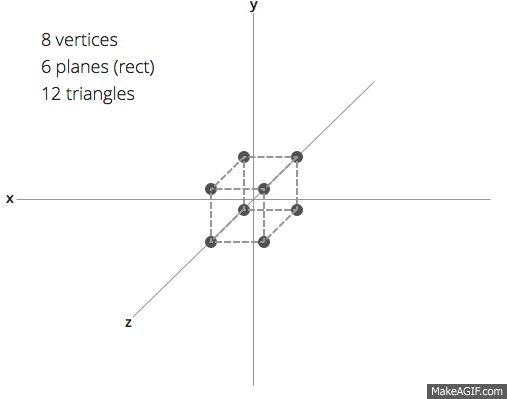 y
8 vertices
6 planes (rect)
12 triangles
x
z
MakeAGIF.com